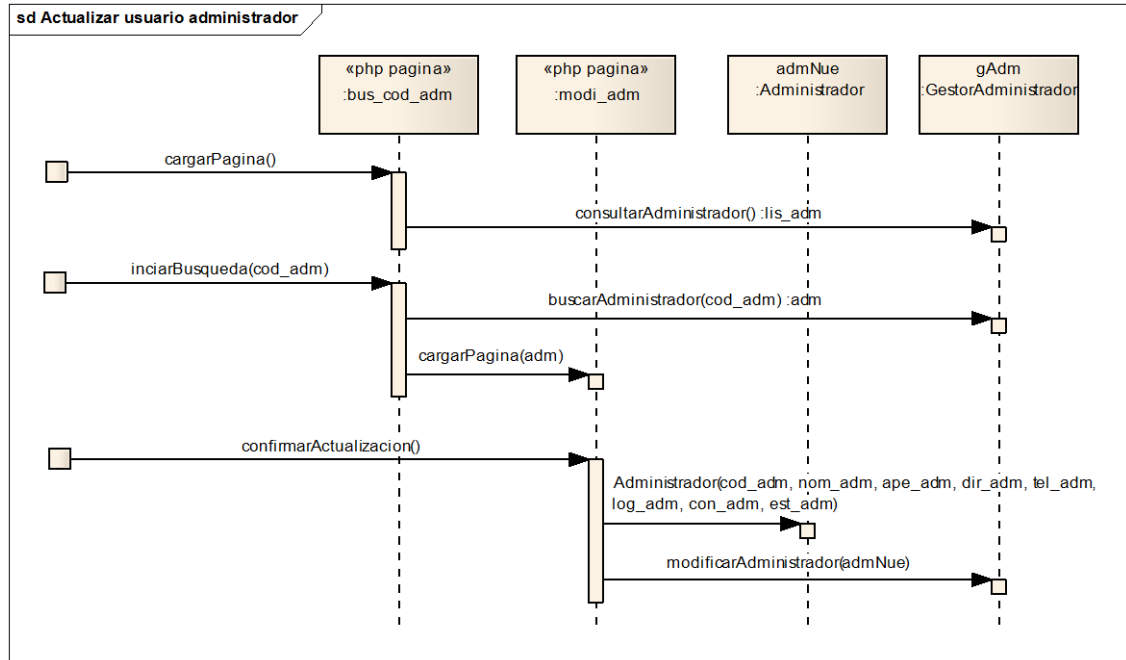 sd Actualizar usuario administrador
«php pagina»
:bus_cod_adm
«php pagina»
:modi_adm
admNue
:Administrador
gAdm
:GestorAdministrador
cargarPagina()
consultarAdministrador() :lis_adm
inciarBusqueda(cod_adm)
buscarAdministrador(cod_adm) :adm
cargarPagina(adm)
confirmarActualizacion()
Administrador(cod_adm, nom_adm, ape_adm, dir_adm, tel_adm,
log_adm, con_adm, est_adm)
modificarAdministrador(admNue)